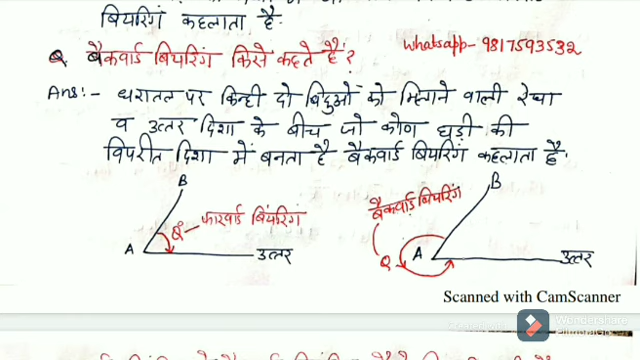 बियरिंग कहलाता है.
whatsapp - 9817593532
Q. बैकवार्ड बियरिंग किसे कहते हैं?
Ans:- धरातल पर किन्ही दो बिंदुओं को मिलाने वाली रेखा
व उत्तर दिशा के बीच जो कोण घड़ी की
विपरीत दिशा में बनता है बैकवार्ड बियरिंग कहलाता है.
B
फारवर्ड बियरिंग
A
उत्तर
बैकवार्ड बियरिंग
B
A
उत्तर
Scanned with CamScanner
Wondershare